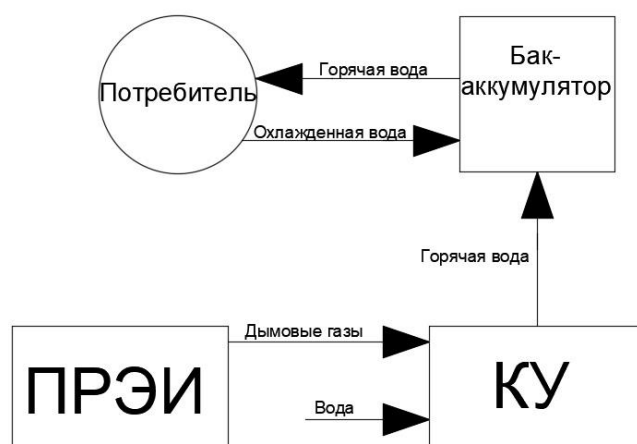 Потребитель
Горячая вода
Бак-
аккумулятор
Охлажденная вода
Горячая вода
ПРЭИ
Дымовые газы
Вода
КУ